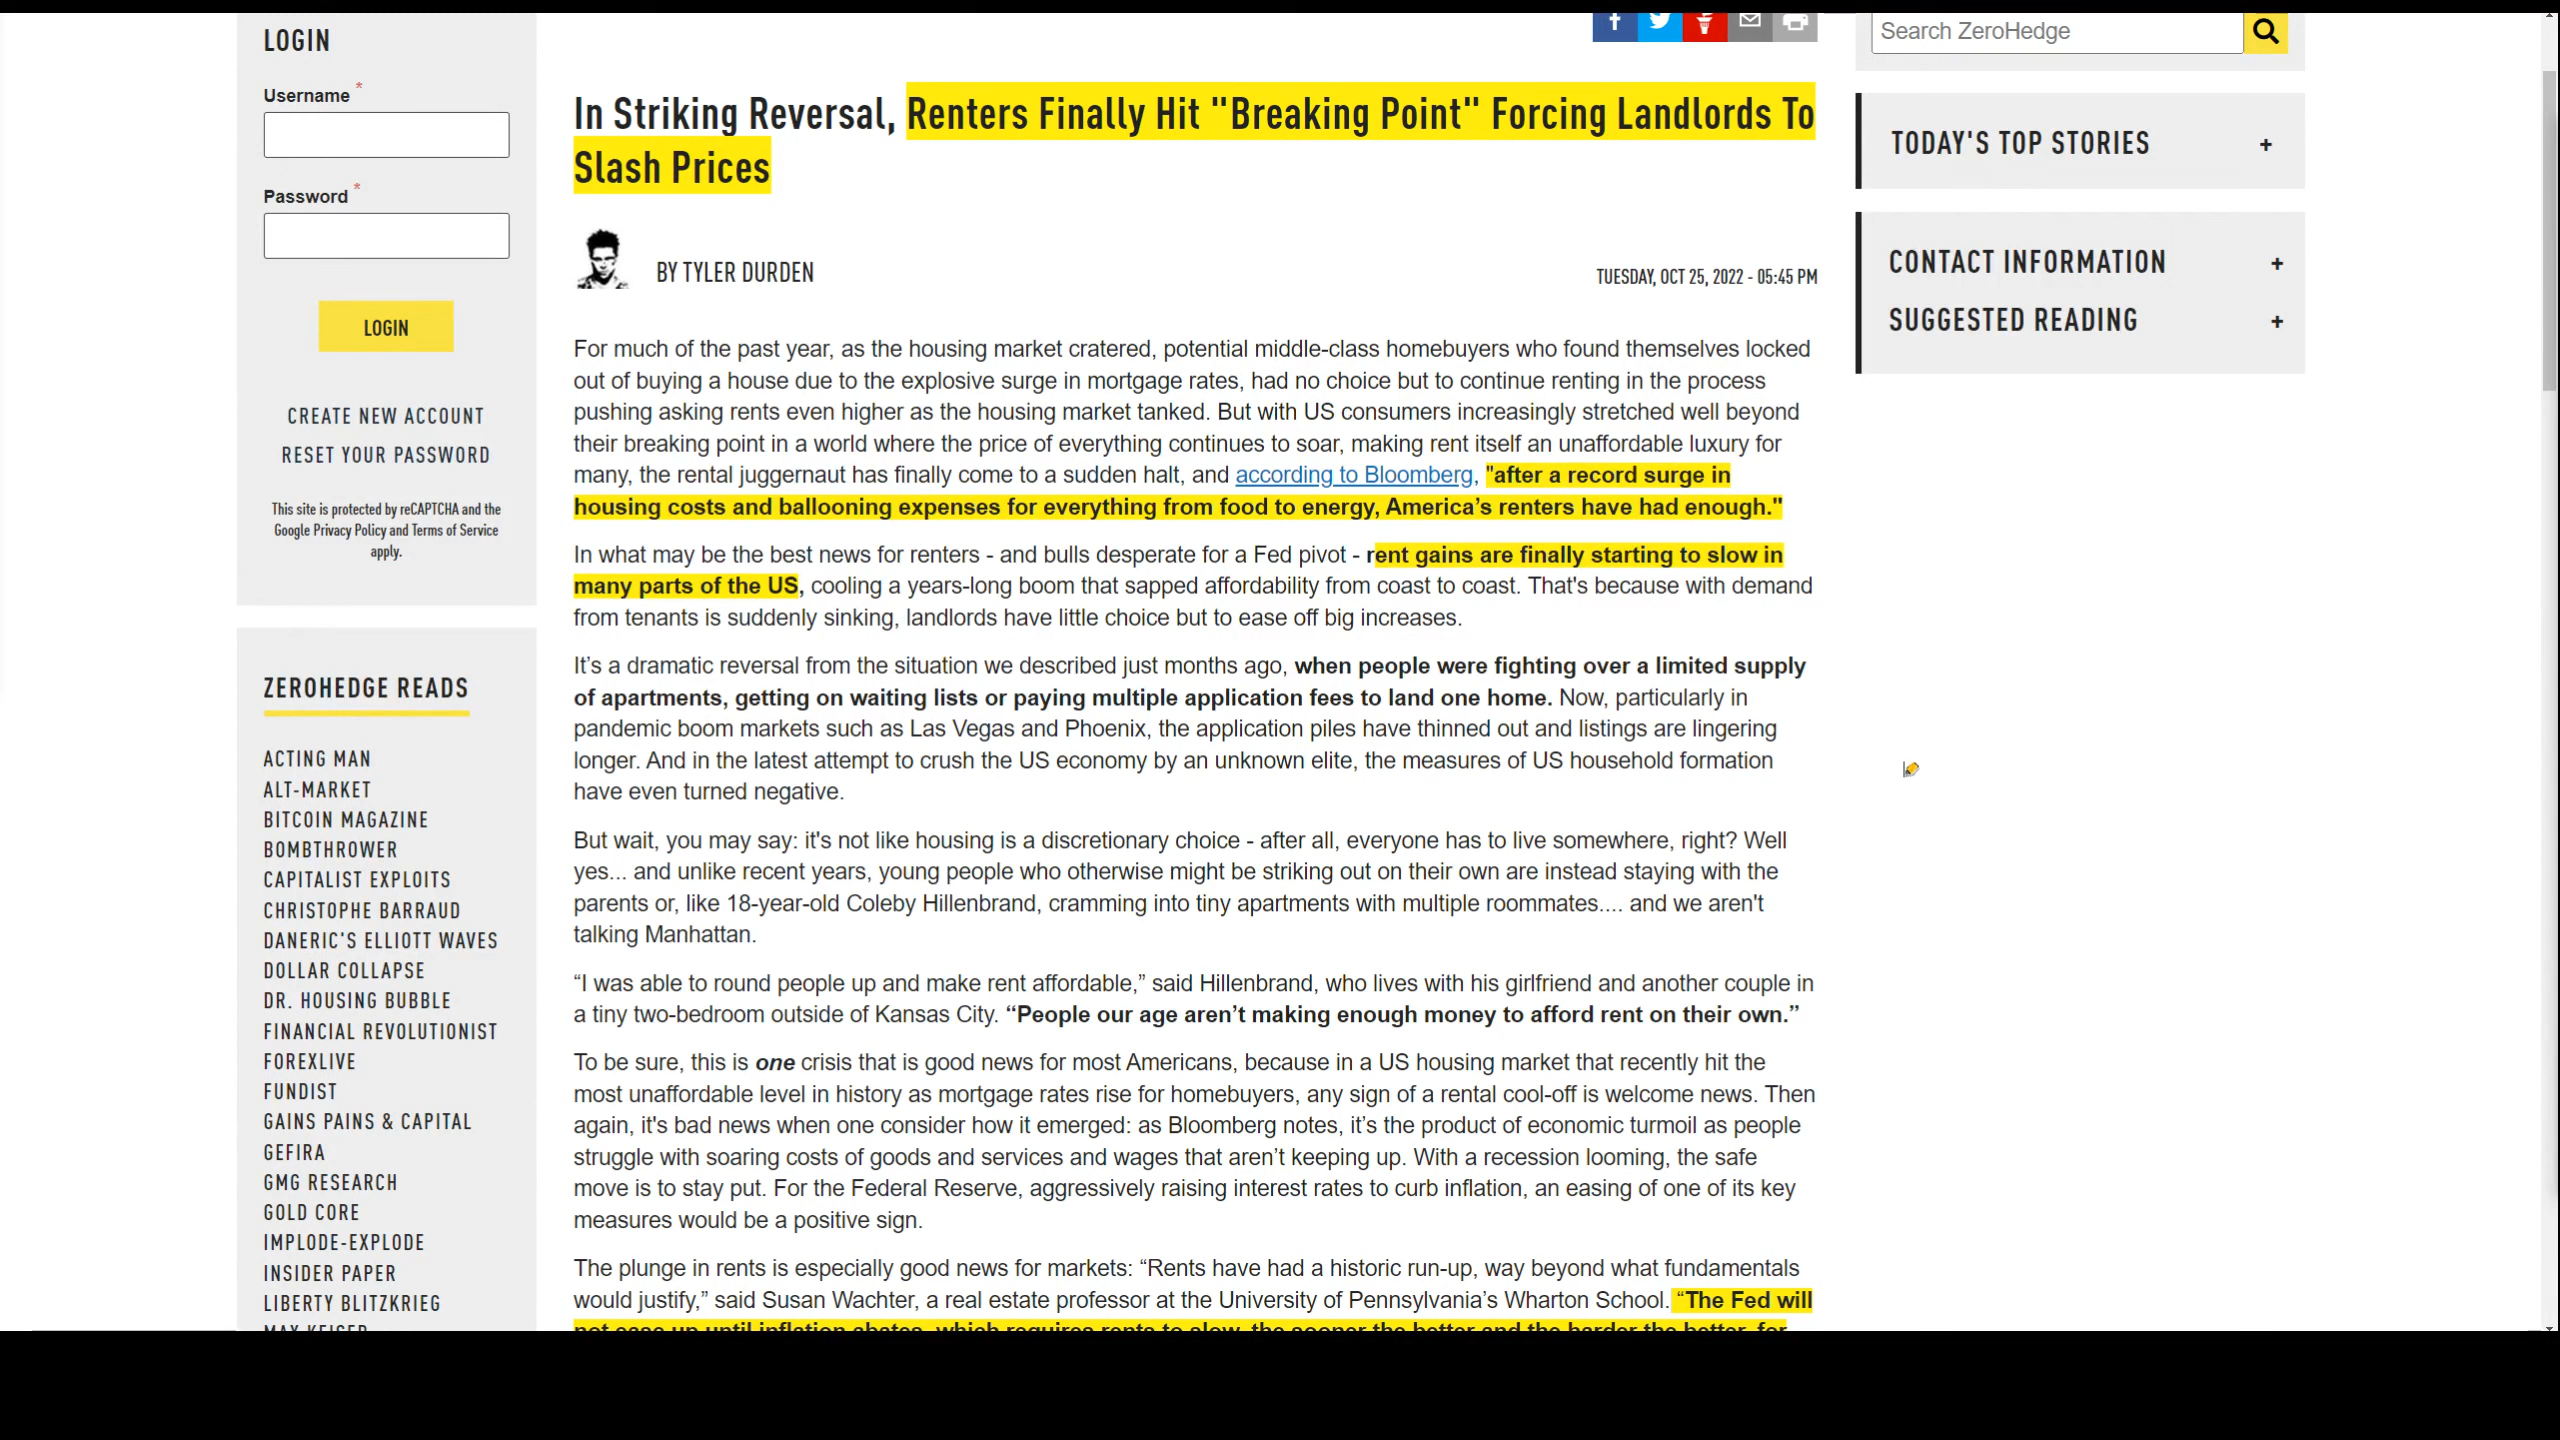 LOGIN
Username *
Password *
LOGIN
CREATE NEW ACCOUNT
RESET YOUR PASSWORD
This site is protected by reCAPTCHA and the
Google Privacy Policy and Terms of Service
apply.
ZEROHEDGE READS
ACTING MAN
ALT-MARKET
BITCOIN MAGAZINE
BOMBTHROWER
CAPITALIST EXPLOITS
CHRISTOPHE BARRAUD
DANERIC'S ELLIOTT WAVES
DOLLAR COLLAPSE
DR. HOUSING BUBBLE
FINANCIAL REVOLUTIONIST
FOREXLIVE
FUNDIST
GAINS PAINS & CAPITAL
GEFIRA
GMG RESEARCH
GOLD CORE
IMPLODE-EXPLODE
INSIDER PAPER
LIBERTY BLITZKRIEG
MAX KEISER
In Striking Reversal, Renters Finally Hit "Breaking Point" Forcing Landlords To
Slash Prices
BY TYLER DURDEN
TUESDAY, OCT 25, 2022 - 05:45 PM
For much of the past year, as the housing market cratered, potential middle-class homebuyers who found themselves locked
out of buying a house due to the explosive surge in mortgage rates, had no choice but to continue renting in the process
pushing asking rents even higher as the housing market tanked. But with US consumers increasingly stretched well beyond
their breaking point in a world where the price of everything continues to soar, making rent itself an unaffordable luxury for
many, the rental juggernaut has finally come to a sudden halt, and according to Bloomberg, "after a record surge in
housing costs and ballooning expenses for everything from food to energy, America’s renters have had enough."
In what may be the best news for renters - and bulls desperate for a Fed pivot - rent gains are finally starting to slow in
many parts of the US, cooling a years-long boom that sapped affordability from coast to coast. That's because with demand
from tenants is suddenly sinking, landlords have little choice but to ease off big increases.
It’s a dramatic reversal from the situation we described just months ago, when people were fighting over a limited supply
of apartments, getting on waiting lists or paying multiple application fees to land one home. Now, particularly in
pandemic boom markets such as Las Vegas and Phoenix, the application piles have thinned out and listings are lingering
longer. And in the latest attempt to crush the US economy by an unknown elite, the measures of US household formation
have even turned negative.
But wait, you may say: it's not like housing is a discretionary choice - after all, everyone has to live somewhere, right? Well
yes... and unlike recent years, young people who otherwise might be striking out on their own are instead staying with the
parents or, like 18-year-old Coleby Hillenbrand, cramming into tiny apartments with multiple roommates.... and we aren't
talking Manhattan.
“I was able to round people up and make rent affordable,” said Hillenbrand, who lives with his girlfriend and another couple in
a tiny two-bedroom outside of Kansas City. “People our age aren’t making enough money to afford rent on their own.”
To be sure, this is one crisis that is good news for most Americans, because in a US housing market that recently hit the
most unaffordable level in history as mortgage rates rise for homebuyers, any sign of a rental cool-off is welcome news. Then
again, it's bad news when one consider how it emerged: as Bloomberg notes, it’s the product of economic turmoil as people
struggle with soaring costs of goods and services and wages that aren’t keeping up. With a recession looming, the safe
move is to stay put. For the Federal Reserve, aggressively raising interest rates to curb inflation, an easing of one of its key
measures would be a positive sign.
The plunge in rents is especially good news for markets: “Rents have had a historic run-up, way beyond what fundamentals
would justify,” said Susan Wachter, a real estate professor at the University of Pennsylvania’s Wharton School. “The Fed will
not ease up until inflation abates, which requires rents to slow, the sooner the better and the harder the better, for
Search ZeroHedge
TODAY'S TOP STORIES +
CONTACT INFORMATION +
SUGGESTED READING +